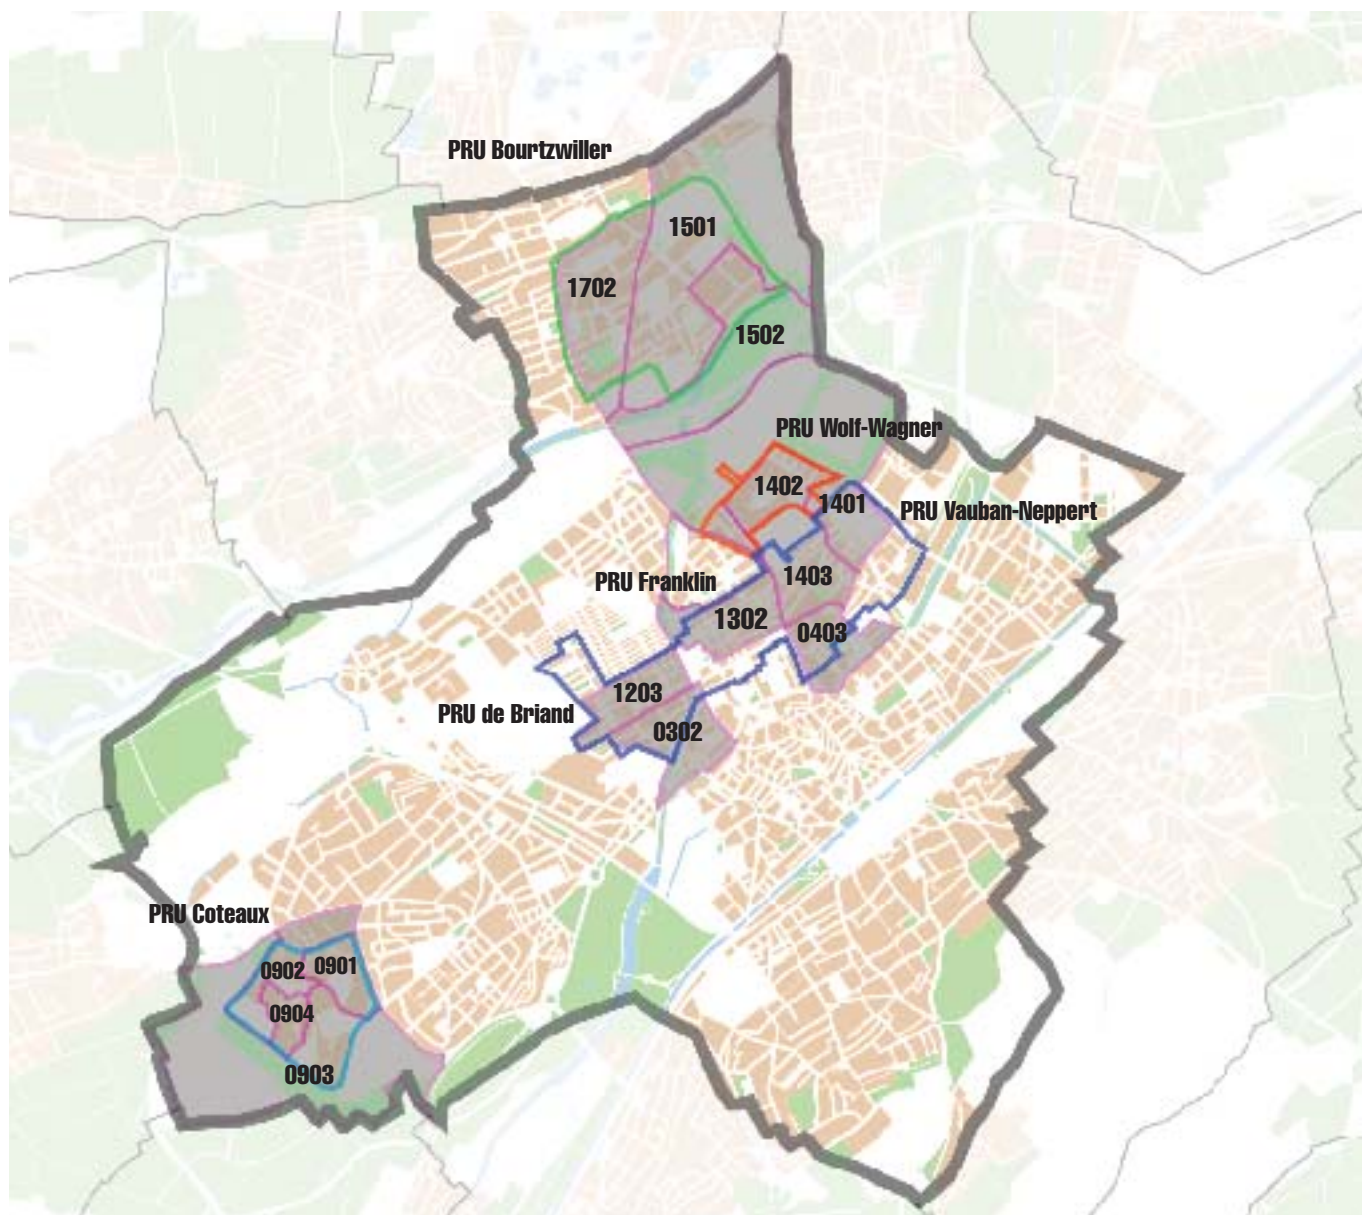 PRU Bourtzwiller
1501
1702
1502
PRU Wolf-Wagner
1402
1401
PRU Vauban-Neppert
1403
PRU Franklin
1302
0403
1203
PRU de Briand
0302
PRU Coteaux
0902
0901
0904
0903